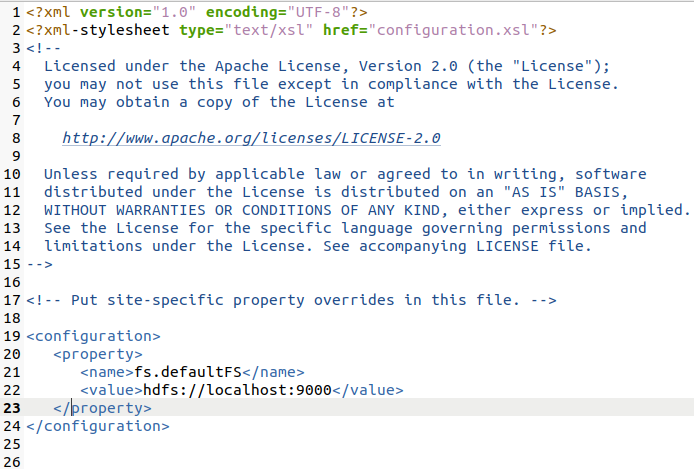 1 <?xml version="1.0" encoding="UTF-8"?>
2 <?xml-stylesheet type="text/xsl" href="configuration.xsl"?>
3 <!--
4   Licensed under the Apache License, Version 2.0 (the "License");
5   you may not use this file except in compliance with the License.
6   You may obtain a copy of the License at
7
8     http://www.apache.org/licenses/LICENSE-2.0
9
10   Unless required by applicable law or agreed to in writing, software
11   distributed under the License is distributed on an "AS IS" BASIS,
12   WITHOUT WARRANTIES OR CONDITIONS OF ANY KIND, either express or implied.
13   See the License for the specific language governing permissions and
14   limitations under the License. See accompanying LICENSE file.
15 -->
16
17 <!-- Put site-specific property overrides in this file. -->
18
19 <configuration>
20    <property>
21       <name>fs.defaultFS</name>
22       <value>hdfs://localhost:9000</value>
23    </property>
24 </configuration>
25
26